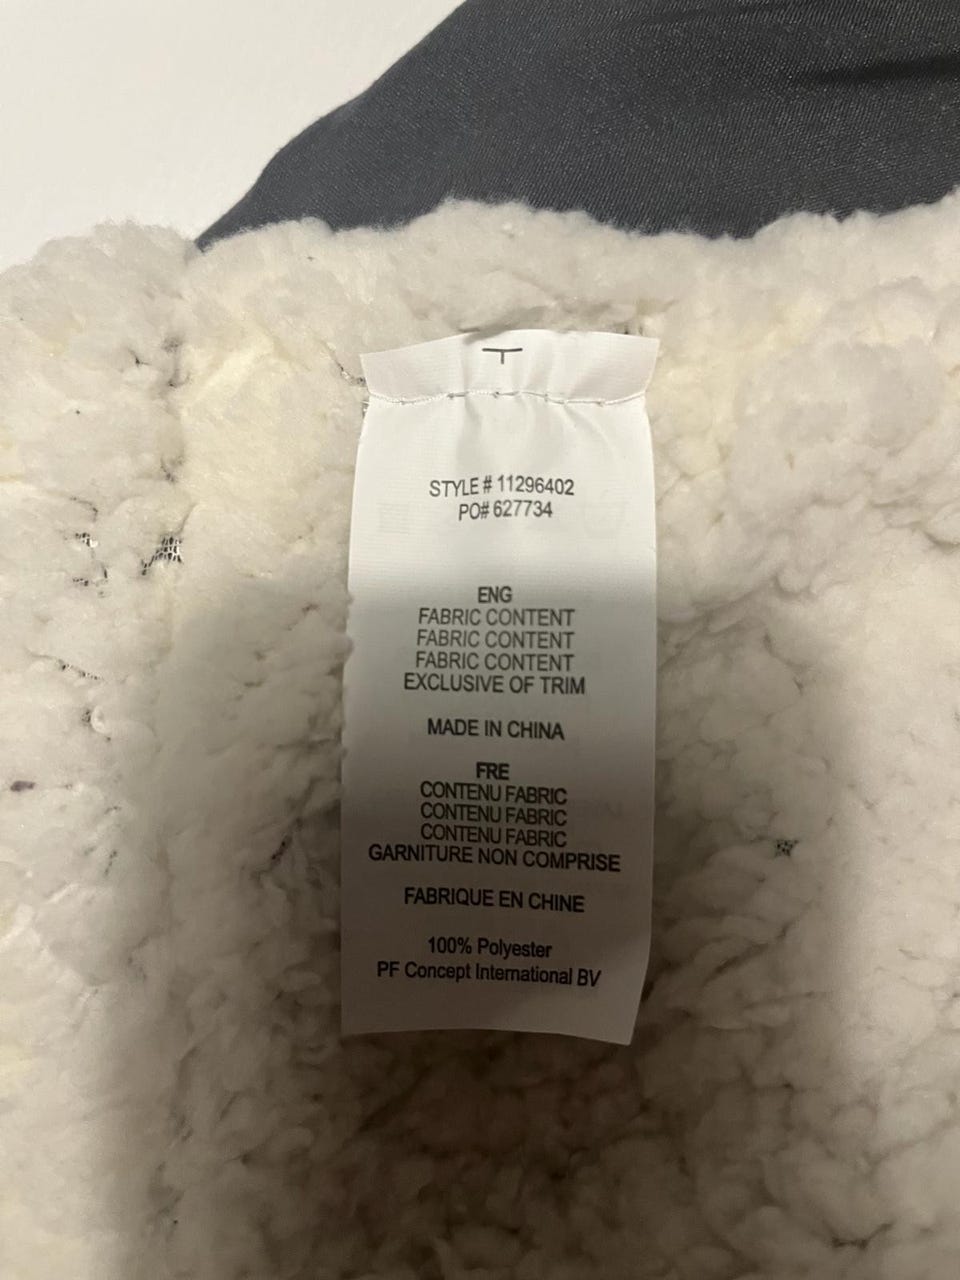 STYLE # 11296402
PO# 627734
ENG
FABRIC CONTENT
FABRIC CONTENT
FABRIC CONTENT
EXCLUSIVE OF TRIM
MADE IN CHINA
FRE
CONTENU FABRIC
CONTENU FABRIC
CONTENU FABRIC
GARNITURE NON COMPRISE
FABRIQUE EN CHINE
100% Polyester
PF Concept International BV